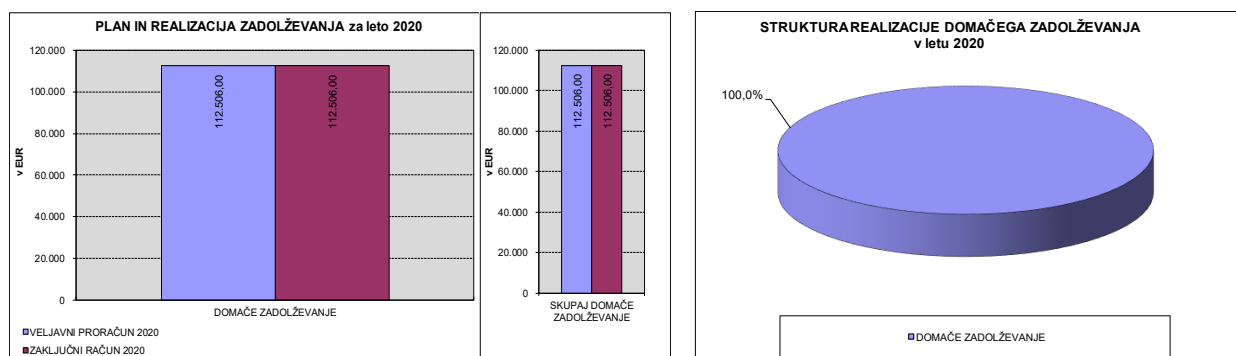 PLAN IN REALIZACIJA ZADOLŽEVANJA za leto 2020
v EUR
120.000
100.000
80.000
60.000
40.000
20.000
0
112.506,00
112.506,00
DOMAČE ZADOLŽEVANJE
VELJAVNI PRORAČUN 2020
ZAKLJUČNI RAČUN 2020
v EUR
120.000
100.000
80.000
60.000
40.000
20.000
0
112.506,00
112.506,00
SKUPAJ DOMAČE
ZADOLŽEVANJE
STRUKTURA REALIZACIJE DOMAČEGA ZADOLŽEVANJA
v letu 2020
100,0%
DOMAČE ZADOLŽEVANJE